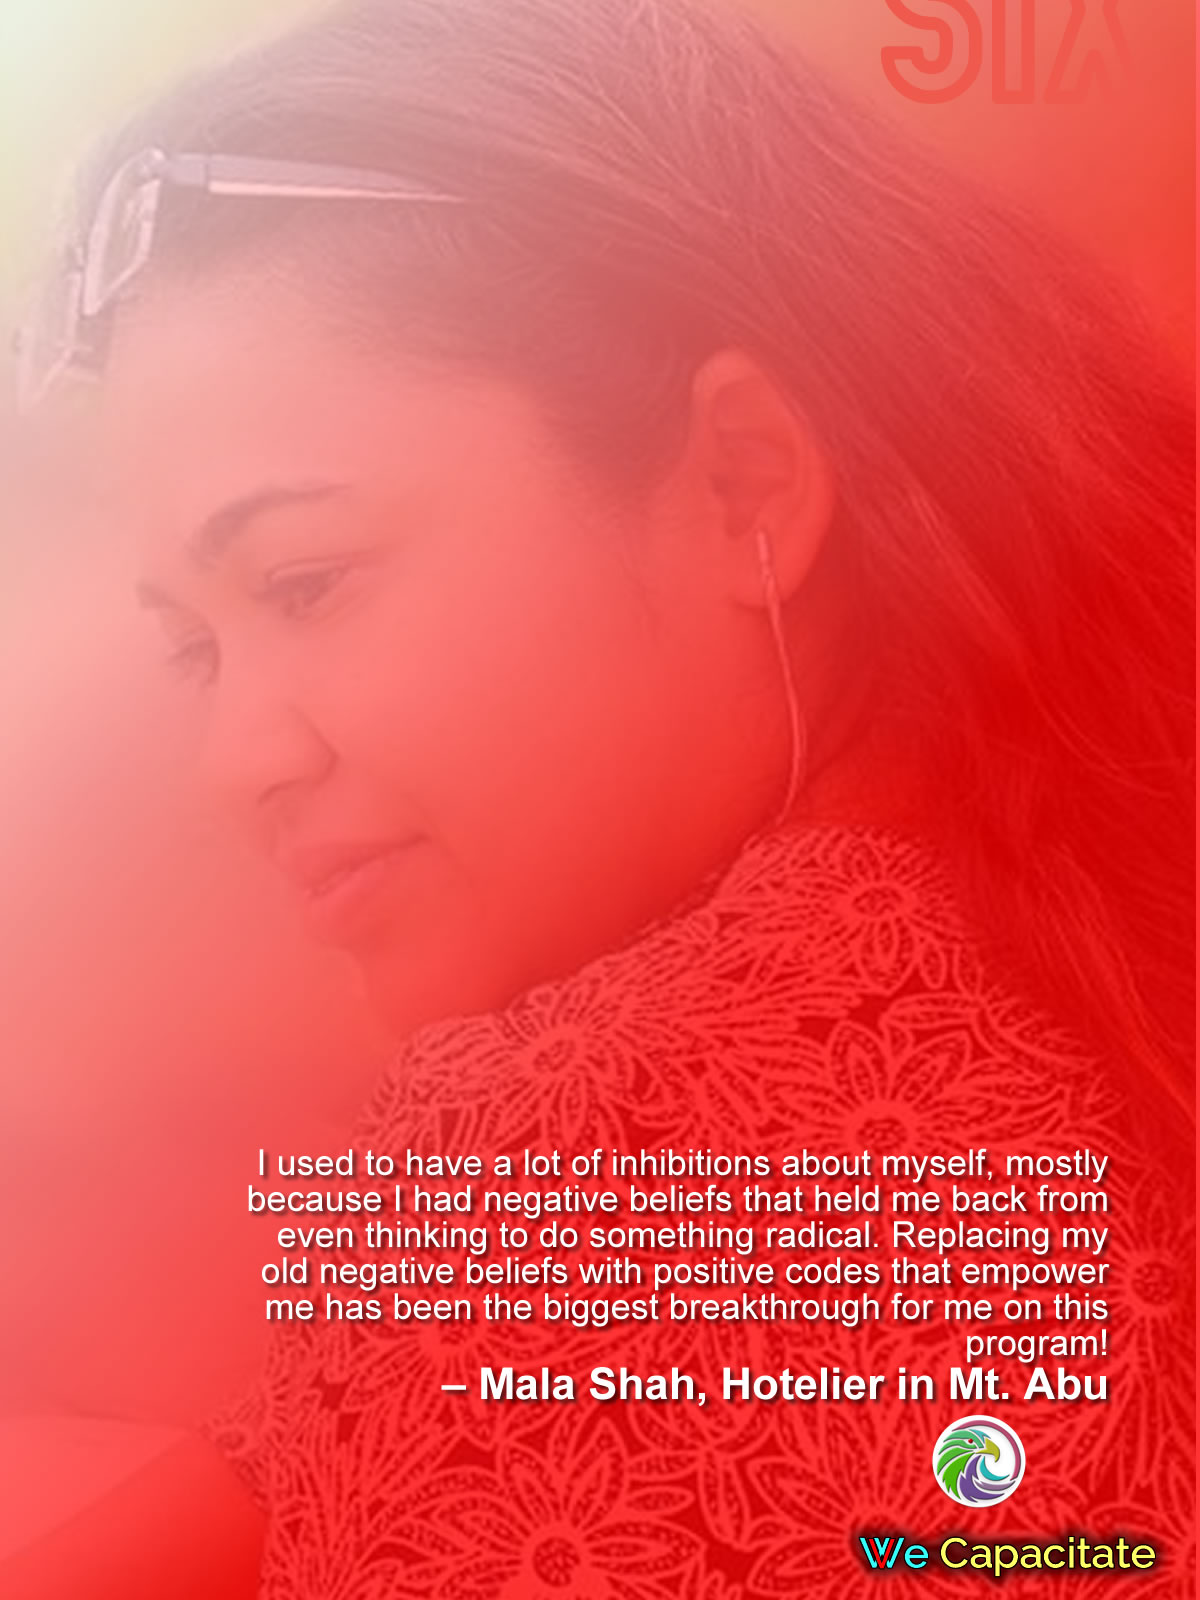 SIX
I used to have a lot of inhibitions about myself, mostly
because I had negative beliefs that held me back from
even thinking to do something radical. Replacing my
old negative beliefs with positive codes that empower
me has been the biggest breakthrough for me on this
program!
– Mala Shah, Hotelier in Mt. Abu
We Capacitate